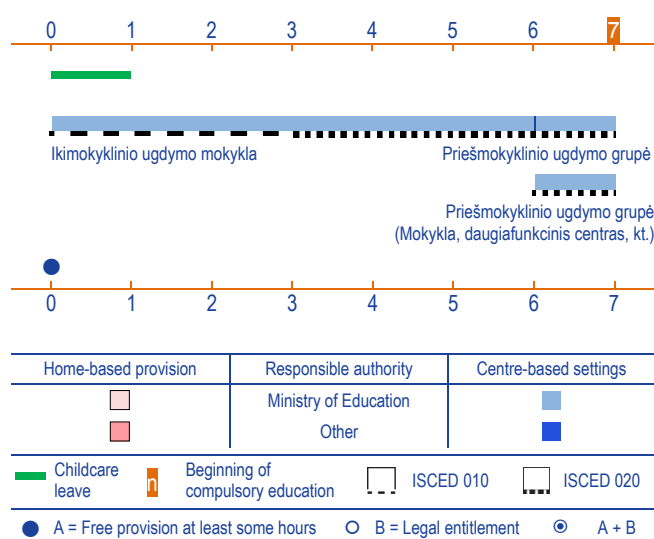 0 1 2 3 4 5 6 7
Ikimokyklinio ugdymo mokykla Priešmokyklinio ugdymo grupė
Priešmokyklinio ugdymo grupė
(Mokykla, daugiafunkcinis centras, kt.)
0 1 2 3 4 5 6 7
Home-based provision Responsible authority Centre-based settings
Ministry of Education
Other
Childcare
leave
n
Beginning of
compulsory education
ISCED 010
ISCED 020
A = Free provision at least some hours B = Legal entitlement A + B